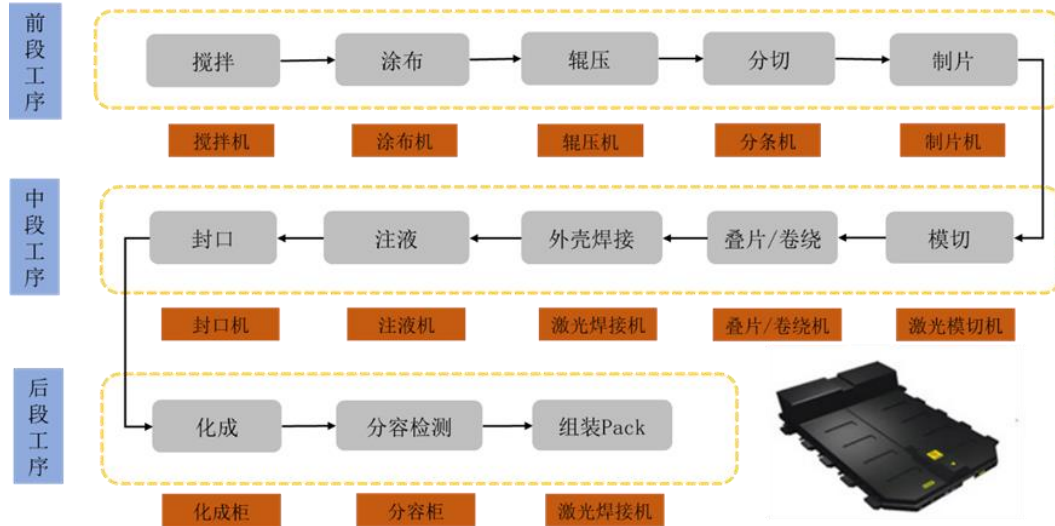 前段工序
搅拌 涂布 辊压 分切 制片
搅拌机 涂布机 辊压机 分条机 制片机
中段工序
封口 注液 外壳焊接 叠片/卷绕 模切
封口机 注液机 激光焊接机 叠片/卷绕机 激光模切机
后段工序
化成 分容检测 组装Pack
化成柜 分容柜 激光焊接机